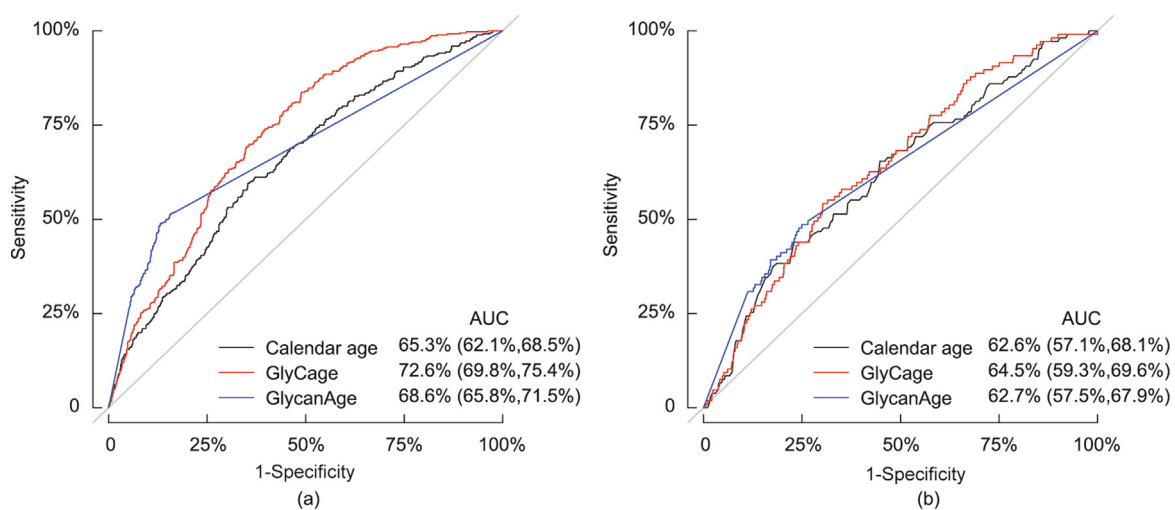 100%
75%
50%
25%
0
Sensitivity
AUC
Calendar age 65.3% (62.1%,68.5%)
GlyCage 72.6% (69.8%,75.4%)
GlycanAge 68.6% (65.8%,71.5%)
0 25% 50% 75% 100%
1-Specificity
(a)
100%
75%
50%
25%
0
Sensitivity
AUC
Calendar age 62.6% (57.1%,68.1%)
GlyCage 64.5% (59.3%,69.6%)
GlycanAge 62.7% (57.5%,67.9%)
0 25% 50% 75% 100%
1-Specificity
(b)